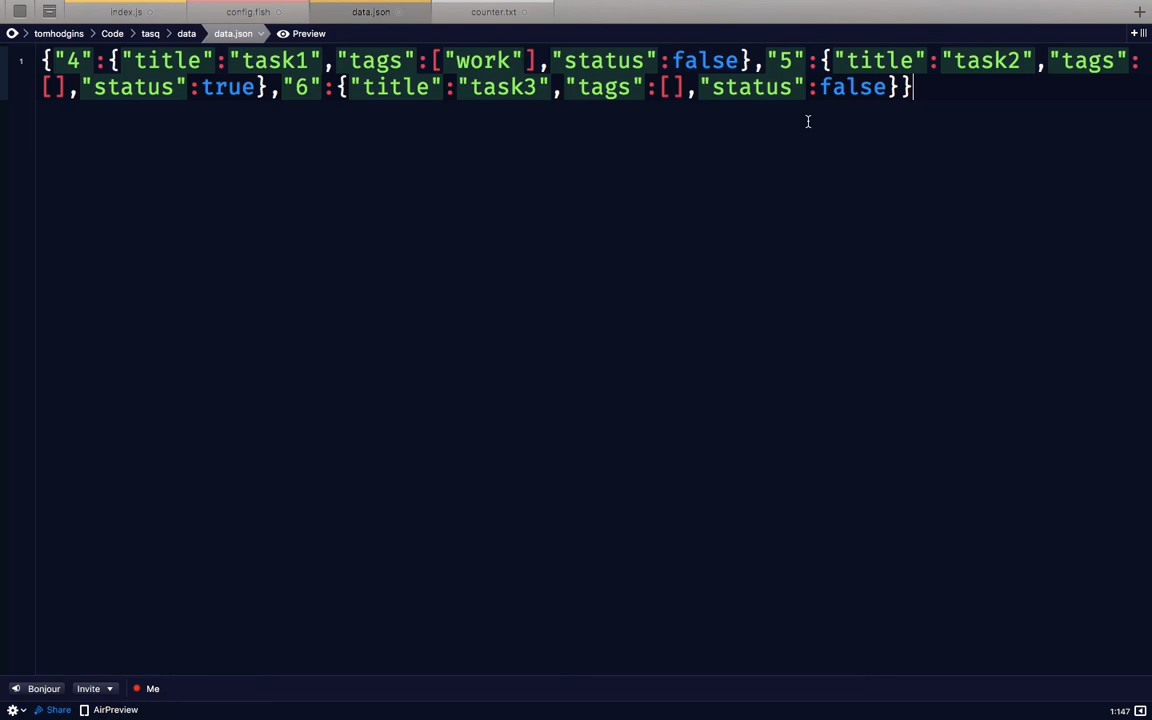 index.js
config.fish
data.json
counter.txt
tomhodgins
Code
tasq
data
data.json
Preview
1
{"4":{"title":"task1","tags":["work"],"status":false},"5":{"title":"task2","tags":
[],"status":true},"6":{"title":"task3","tags":[],"status":false}}
Bonjour
Invite
Me
Share
AirPreview
1:147